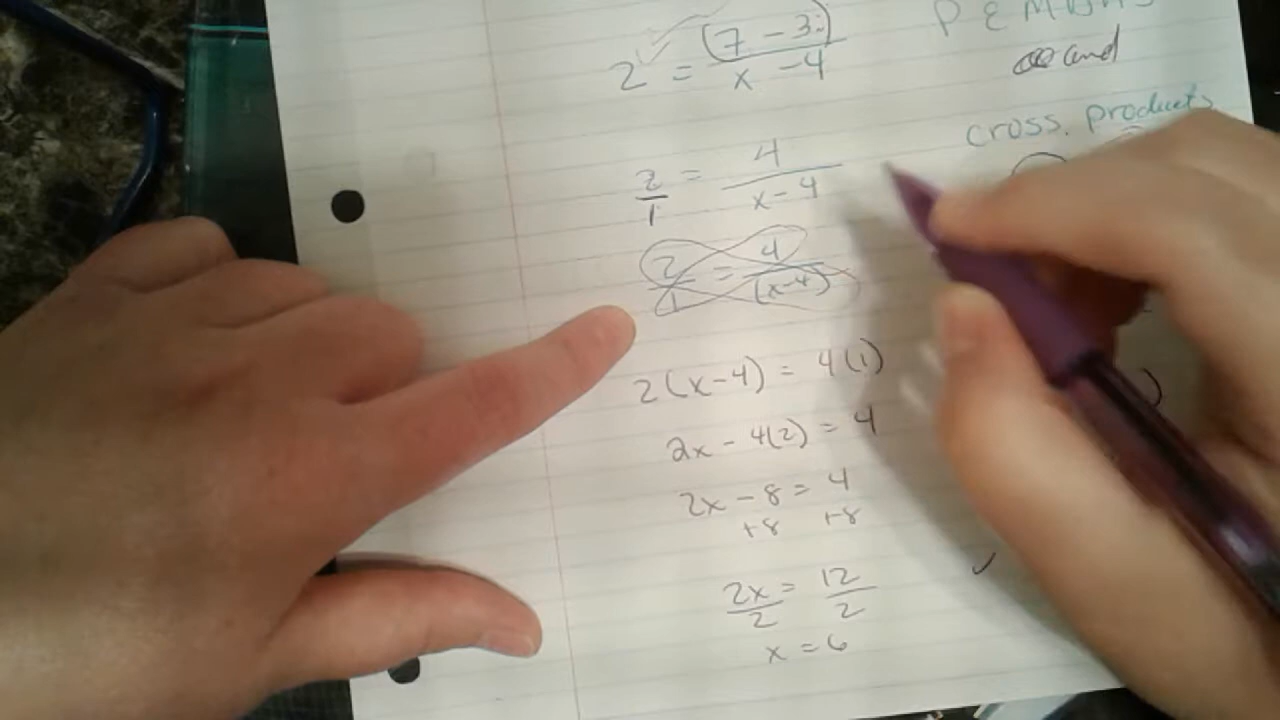 2 = (7 - 3) / x - 4
PEMDAS
and
cross products
2/1 = 4 / x - 4
2/1 = 4 / (x-4)
2(x-4) = 4(1)
2x - 4(2) = 4
2x - 8 = 4
+8 +8
2x/2 = 12/2
x = 6